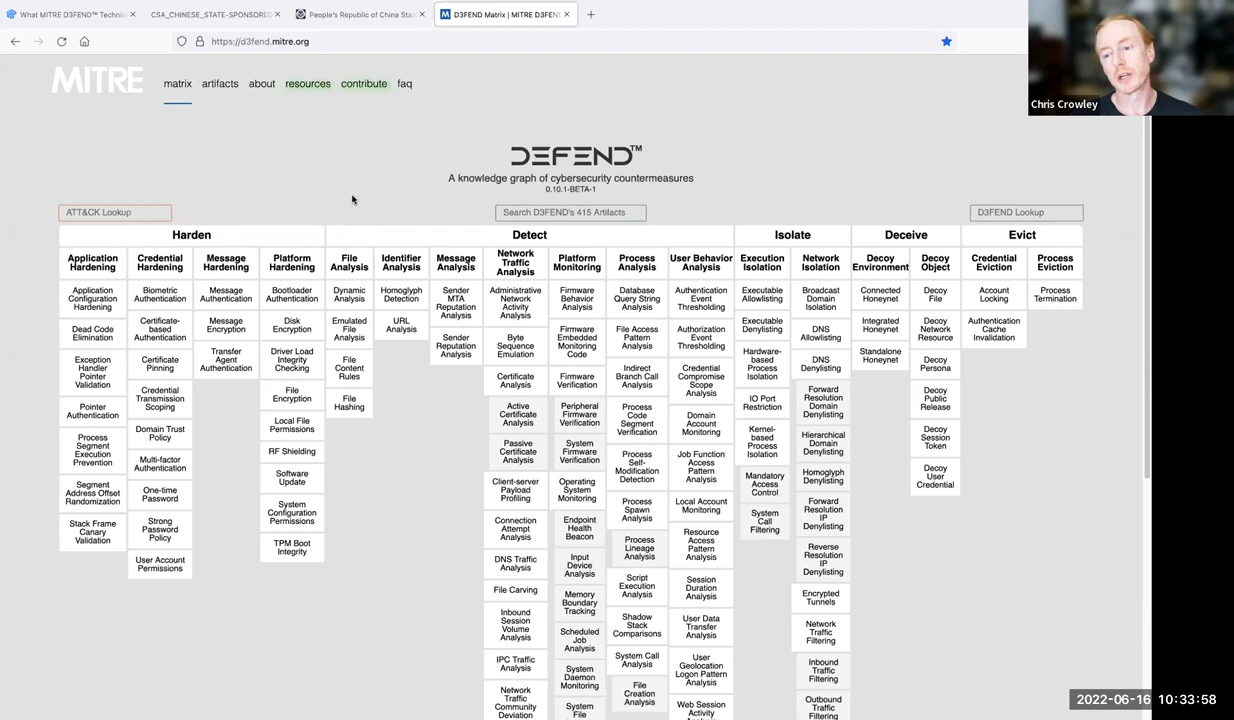 What MITRE D3FEND™ Techni
CSA_CHINESE_STATE-SPONSORED
People's Republic of China Stat
D3FEND Matrix | MITRE D3FEN
https://d3fend.mitre.org
Chris Crowley
MITRE
matrix
artifacts
about
resources
contribute
faq
DEFEND™
A knowledge graph of cybersecurity countermeasures
0.10.1-BETA-1
ATT&CK Lookup
Search D3FEND's 415 Artifacts
D3FEND Lookup
Harden
Application
Hardening
Application
Configuration
Hardening
Dead Code
Elimination
Exception
Handler
Pointer
Validation
Pointer
Authentication
Process
Segment
Execution
Prevention
Segment
Address Offset
Randomization
Stack Frame
Canary
Validation
Credential
Hardening
Biometric
Authentication
Certificate-
based
Authentication
Certificate
Pinning
Credential
Transmission
Scoping
Domain Trust
Policy
Multi-factor
Authentication
One-time
Password
Strong
Password
Policy
User Account
Permissions
Message
Hardening
Message
Authentication
Message
Encryption
Transfer
Agent
Authentication
Platform
Hardening
Bootloader
Authentication
Disk
Encryption
Driver Load
Integrity
Checking
File
Encryption
Local File
Permissions
RF Shielding
Software
Update
System
Configuration
Permissions
TPM Boot
Integrity
Detect
File
Analysis
Dynamic
Analysis
Emulated
File
Analysis
File
Content
Rules
File
Hashing
Identifier
Analysis
Homoglyph
Detection
URL
Analysis
Message
Analysis
Sender
MTA
Reputation
Analysis
Sender
Reputation
Analysis
Network
Traffic
Analysis
Administrative
Network
Activity
Analysis
Byte
Sequence
Emulation
Certificate
Analysis
Active
Certificate
Analysis
Passive
Certificate
Analysis
Client-server
Payload
Profiling
Connection
Attempt
Analysis
DNS Traffic
Analysis
File Carving
Inbound
Session
Volume
Analysis
IPC Traffic
Analysis
Network
Traffic
Community
Deviation
Platform
Monitoring
Firmware
Behavior
Analysis
Firmware
Embedded
Monitoring
Code
Firmware
Verification
Peripheral
Firmware
Verification
System
Firmware
Verification
Operating
System
Monitoring
Endpoint
Health
Beacon
Input
Device
Analysis
Memory
Boundary
Tracking
Scheduled
Job
Analysis
System
Daemon
Monitoring
System
File
Process
Analysis
Database
Query String
Analysis
File Access
Pattern
Analysis
Indirect
Branch Call
Analysis
Process
Code
Segment
Verification
Process
Self-
Modification
Detection
Process
Spawn
Analysis
Process
Lineage
Analysis
Script
Execution
Analysis
Shadow
Stack
Comparisons
System Call
Analysis
File
Creation
Analysis
User Behavior
Analysis
Authentication
Event
Thresholding
Authorization
Event
Thresholding
Credential
Compromise
Scope
Analysis
Domain
Account
Monitoring
Job Function
Access
Pattern
Analysis
Local Account
Monitoring
Resource
Access
Pattern
Analysis
Session
Duration
Analysis
User Data
Transfer
Analysis
User
Geolocation
Logon Pattern
Analysis
Web Session
Activity
Isolate
Execution
Isolation
Executable
Allowlisting
Executable
Denylisting
Hardware-
based
Process
Isolation
IO Port
Restriction
Kernel-
based
Process
Isolation
Mandatory
Access
Control
System
Call
Filtering
Network
Isolation
Broadcast
Domain
Isolation
DNS
Allowlisting
DNS
Denylisting
Forward
Resolution
Domain
Denylisting
Hierarchical
Domain
Denylisting
Homoglyph
Denylisting
Forward
Resolution
IP
Denylisting
Reverse
Resolution
IP
Denylisting
Encrypted
Tunnels
Network
Traffic
Filtering
Inbound
Traffic
Filtering
Outbound
Traffic
Filtering
Deceive
Decoy
Environment
Connected
Honeynet
Integrated
Honeynet
Standalone
Honeynet
Decoy
Object
Decoy
File
Decoy
Network
Resource
Decoy
Persona
Decoy
Public
Release
Decoy
Session
Token
Decoy
User
Credential
Evict
Credential
Eviction
Account
Locking
Authentication
Cache
Invalidation
Process
Eviction
Process
Termination
2022-06-16 10:33:58